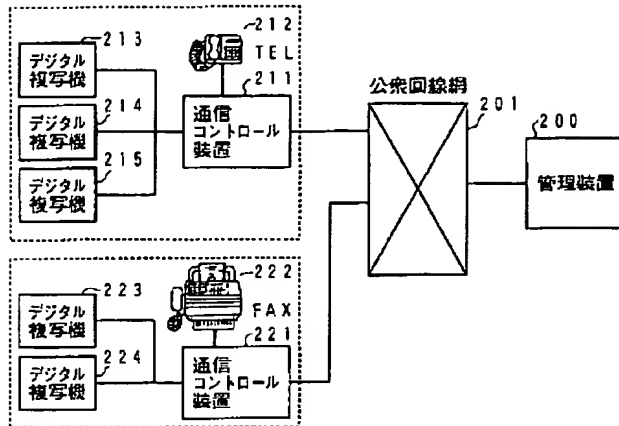 212
213
TEL
デジタル
複写機
211
214
デジタル
複写機
通信
コントロール
装置
215
デジタル
複写機
公衆回線網
201
200
管理装置
222
223
FAX
デジタル
複写機
221
224
デジタル
複写機
通信
コントロール
装置